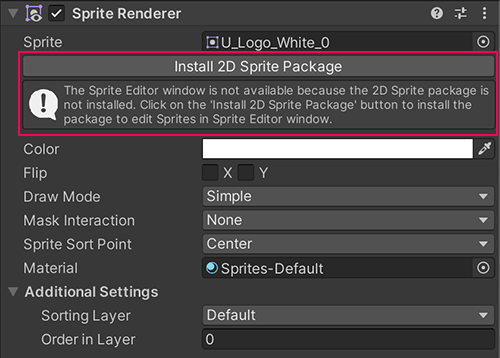 Sprite Renderer
Sprite U_Logo_White_0
Install 2D Sprite Package
The Sprite Editor window is not available because the 2D Sprite package is
not installed. Click on the 'Install 2D Sprite Package' button to install the
package to edit Sprites in Sprite Editor window.
Color
Flip X Y
Draw Mode Simple
Mask Interaction None
Sprite Sort Point Center
Material Sprites-Default
Additional Settings
Sorting Layer Default
Order in Layer 0